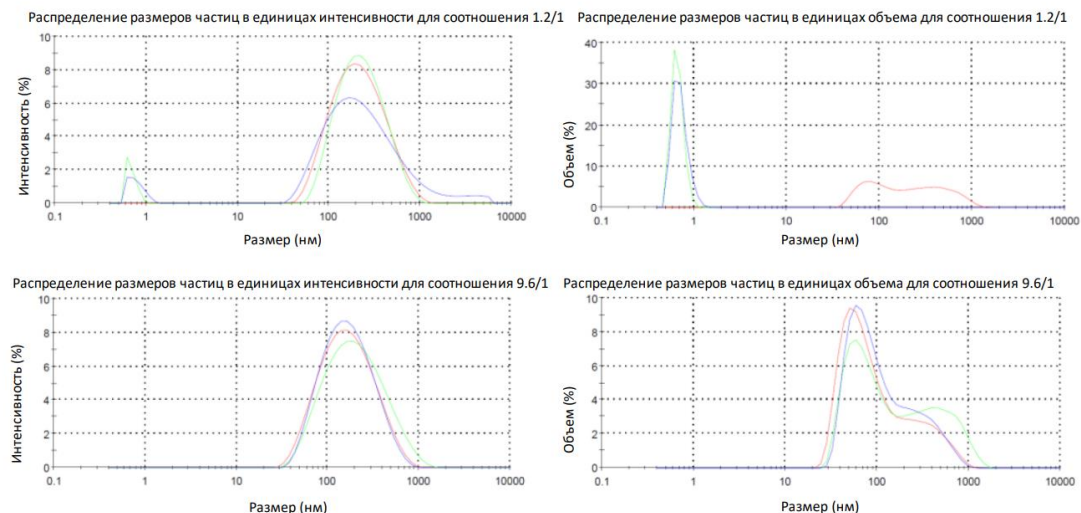 Распределение размеров частиц в единицах интенсивности для соотношения 1.2/1
Интенсивность (%)
10
8
6
4
2
0
0.1 1 10 100 1000 10000
Размер (нм)
Распределение размеров частиц в единицах объема для соотношения 1.2/1
Объем (%)
40
30
20
10
0
0.1 1 10 100 1000 10000
Размер (нм)
Распределение размеров частиц в единицах интенсивности для соотношения 9.6/1
Интенсивность (%)
10
8
6
4
2
0
0.1 1 10 100 1000 10000
Размер (нм)
Распределение размеров частиц в единицах объема для соотношения 9.6/1
Объем (%)
10
8
6
4
2
0
0.1 1 10 100 1000 10000
Размер (нм)